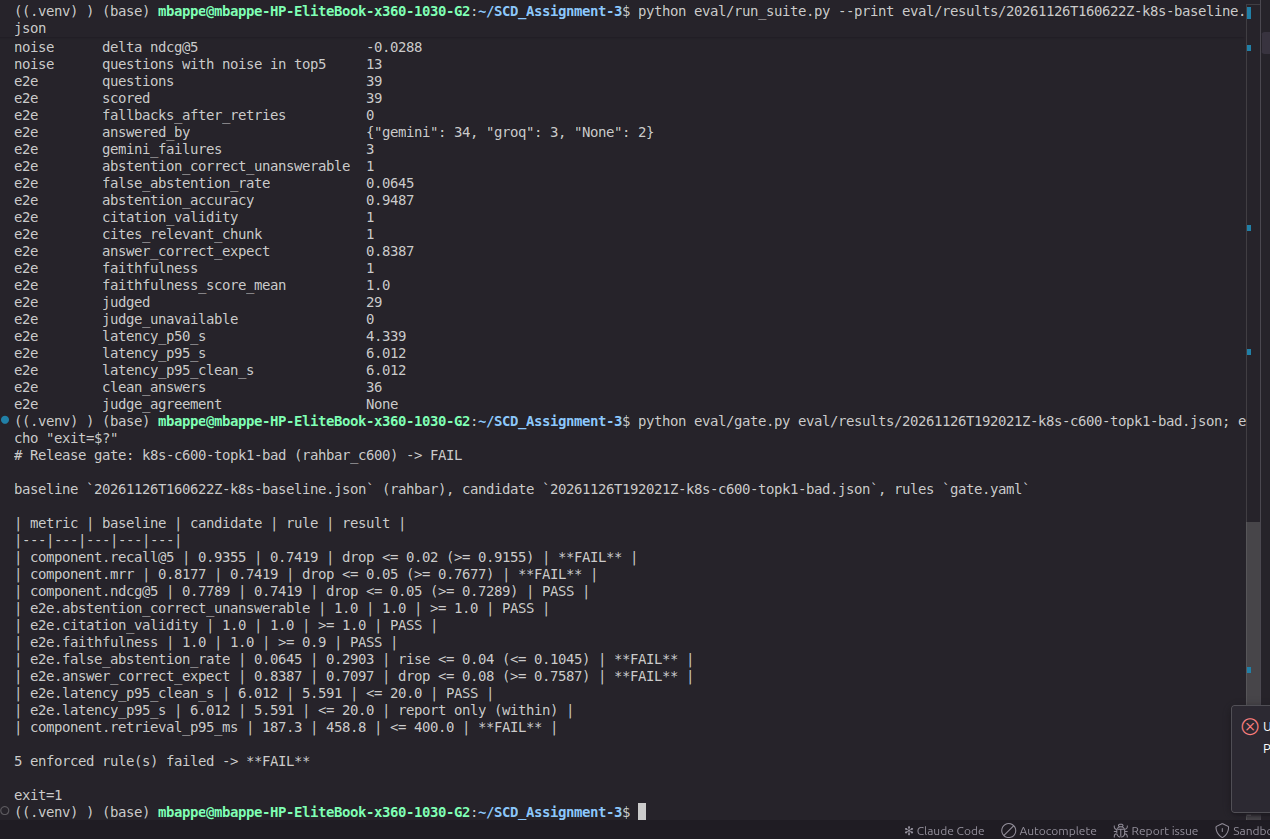 ((.venv) ) (base) mbappe@mbappe-HP-EliteBook-x360-1030-G2:~/SCD_Assignment-3$ python eval/run_suite.py --print eval/results/20261126T160622Z-k8s-baseline.
json
noise delta ndcg@5 -0.0288
noise questions with noise in top5 13
e2e questions 39
e2e scored 39
e2e fallbacks_after_retries 0
e2e answered_by {"gemini": 34, "groq": 3, "None": 2}
e2e gemini_failures 3
e2e abstention_correct_unanswerable 1
e2e false_abstention_rate 0.0645
e2e abstention_accuracy 0.9487
e2e citation_validity 1
e2e cites_relevant_chunk 1
e2e answer_correct_expect 0.8387
e2e faithfulness 1
e2e faithfulness_score_mean 1.0
e2e judged 29
e2e judge_unavailable 0
e2e latency_p50_s 4.339
e2e latency_p95_s 6.012
e2e latency_p95_clean_s 6.012
e2e clean_answers 36
e2e judge_agreement None
((.venv) ) (base) mbappe@mbappe-HP-EliteBook-x360-1030-G2:~/SCD_Assignment-3$ python eval/gate.py eval/results/20261126T192021Z-k8s-c600-topk1-bad.json; e
cho "exit=$?"
# Release gate: k8s-c600-topk1-bad (rahbar_c600) -> FAIL
baseline `20261126T160622Z-k8s-baseline.json` (rahbar), candidate `20261126T192021Z-k8s-c600-topk1-bad.json`, rules `gate.yaml`
| metric | baseline | candidate | rule | result |
|---|---|---|---|---|
| component.recall@5 | 0.9355 | 0.7419 | drop <= 0.02 (>= 0.9155) | **FAIL** |
| component.mrr | 0.8177 | 0.7419 | drop <= 0.05 (>= 0.7677) | **FAIL** |
| component.ndcg@5 | 0.7789 | 0.7419 | drop <= 0.05 (>= 0.7289) | PASS |
| e2e.abstention_correct_unanswerable | 1.0 | 1.0 | >= 1.0 | PASS |
| e2e.citation_validity | 1.0 | 1.0 | >= 1.0 | PASS |
| e2e.faithfulness | 1.0 | 1.0 | >= 0.9 | PASS |
| e2e.false_abstention_rate | 0.0645 | 0.2903 | rise <= 0.04 (<= 0.1045) | **FAIL** |
| e2e.answer_correct_expect | 0.8387 | 0.7097 | drop <= 0.08 (>= 0.7587) | **FAIL** |
| e2e.latency_p95_clean_s | 6.012 | 5.591 | <= 20.0 | PASS |
| e2e.latency_p95_s | 6.012 | 5.591 | <= 20.0 | report only (within) |
| component.retrieval_p95_ms | 187.3 | 458.8 | <= 400.0 | **FAIL** |
5 enforced rule(s) failed -> **FAIL**
exit=1
((.venv) ) (base) mbappe@mbappe-HP-EliteBook-x360-1030-G2:~/SCD_Assignment-3$
Claude Code Autocomplete Report issue